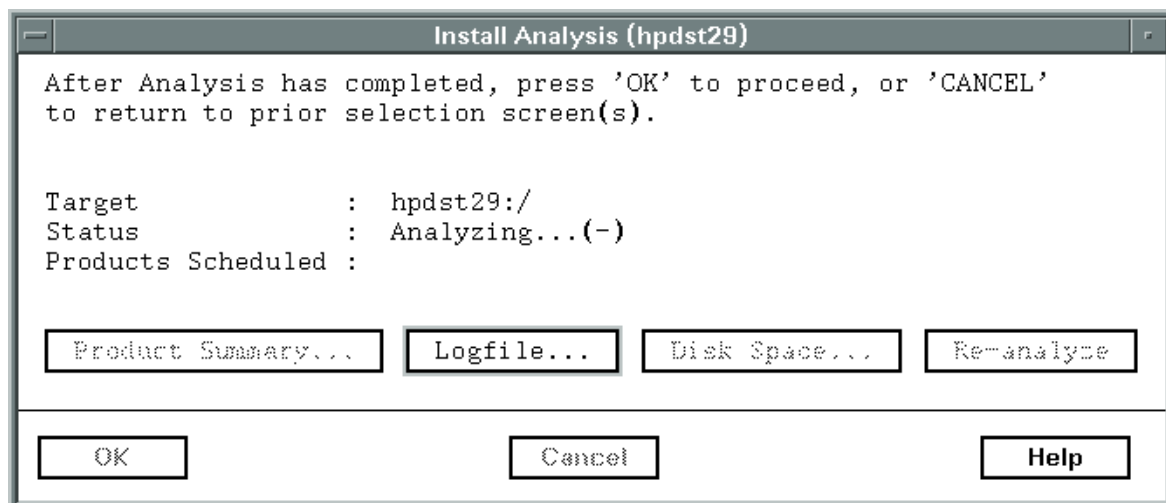 Install Analysis (hpdst29)
After Analysis has completed, press 'OK' to proceed, or 'CANCEL'
to return to prior selection screen(s).
Target : hpdst29:/
Status : Analyzing...(-)
Products Scheduled :
Product Summary... Logfile... Disk Space... Re-analyze
OK Cancel Help